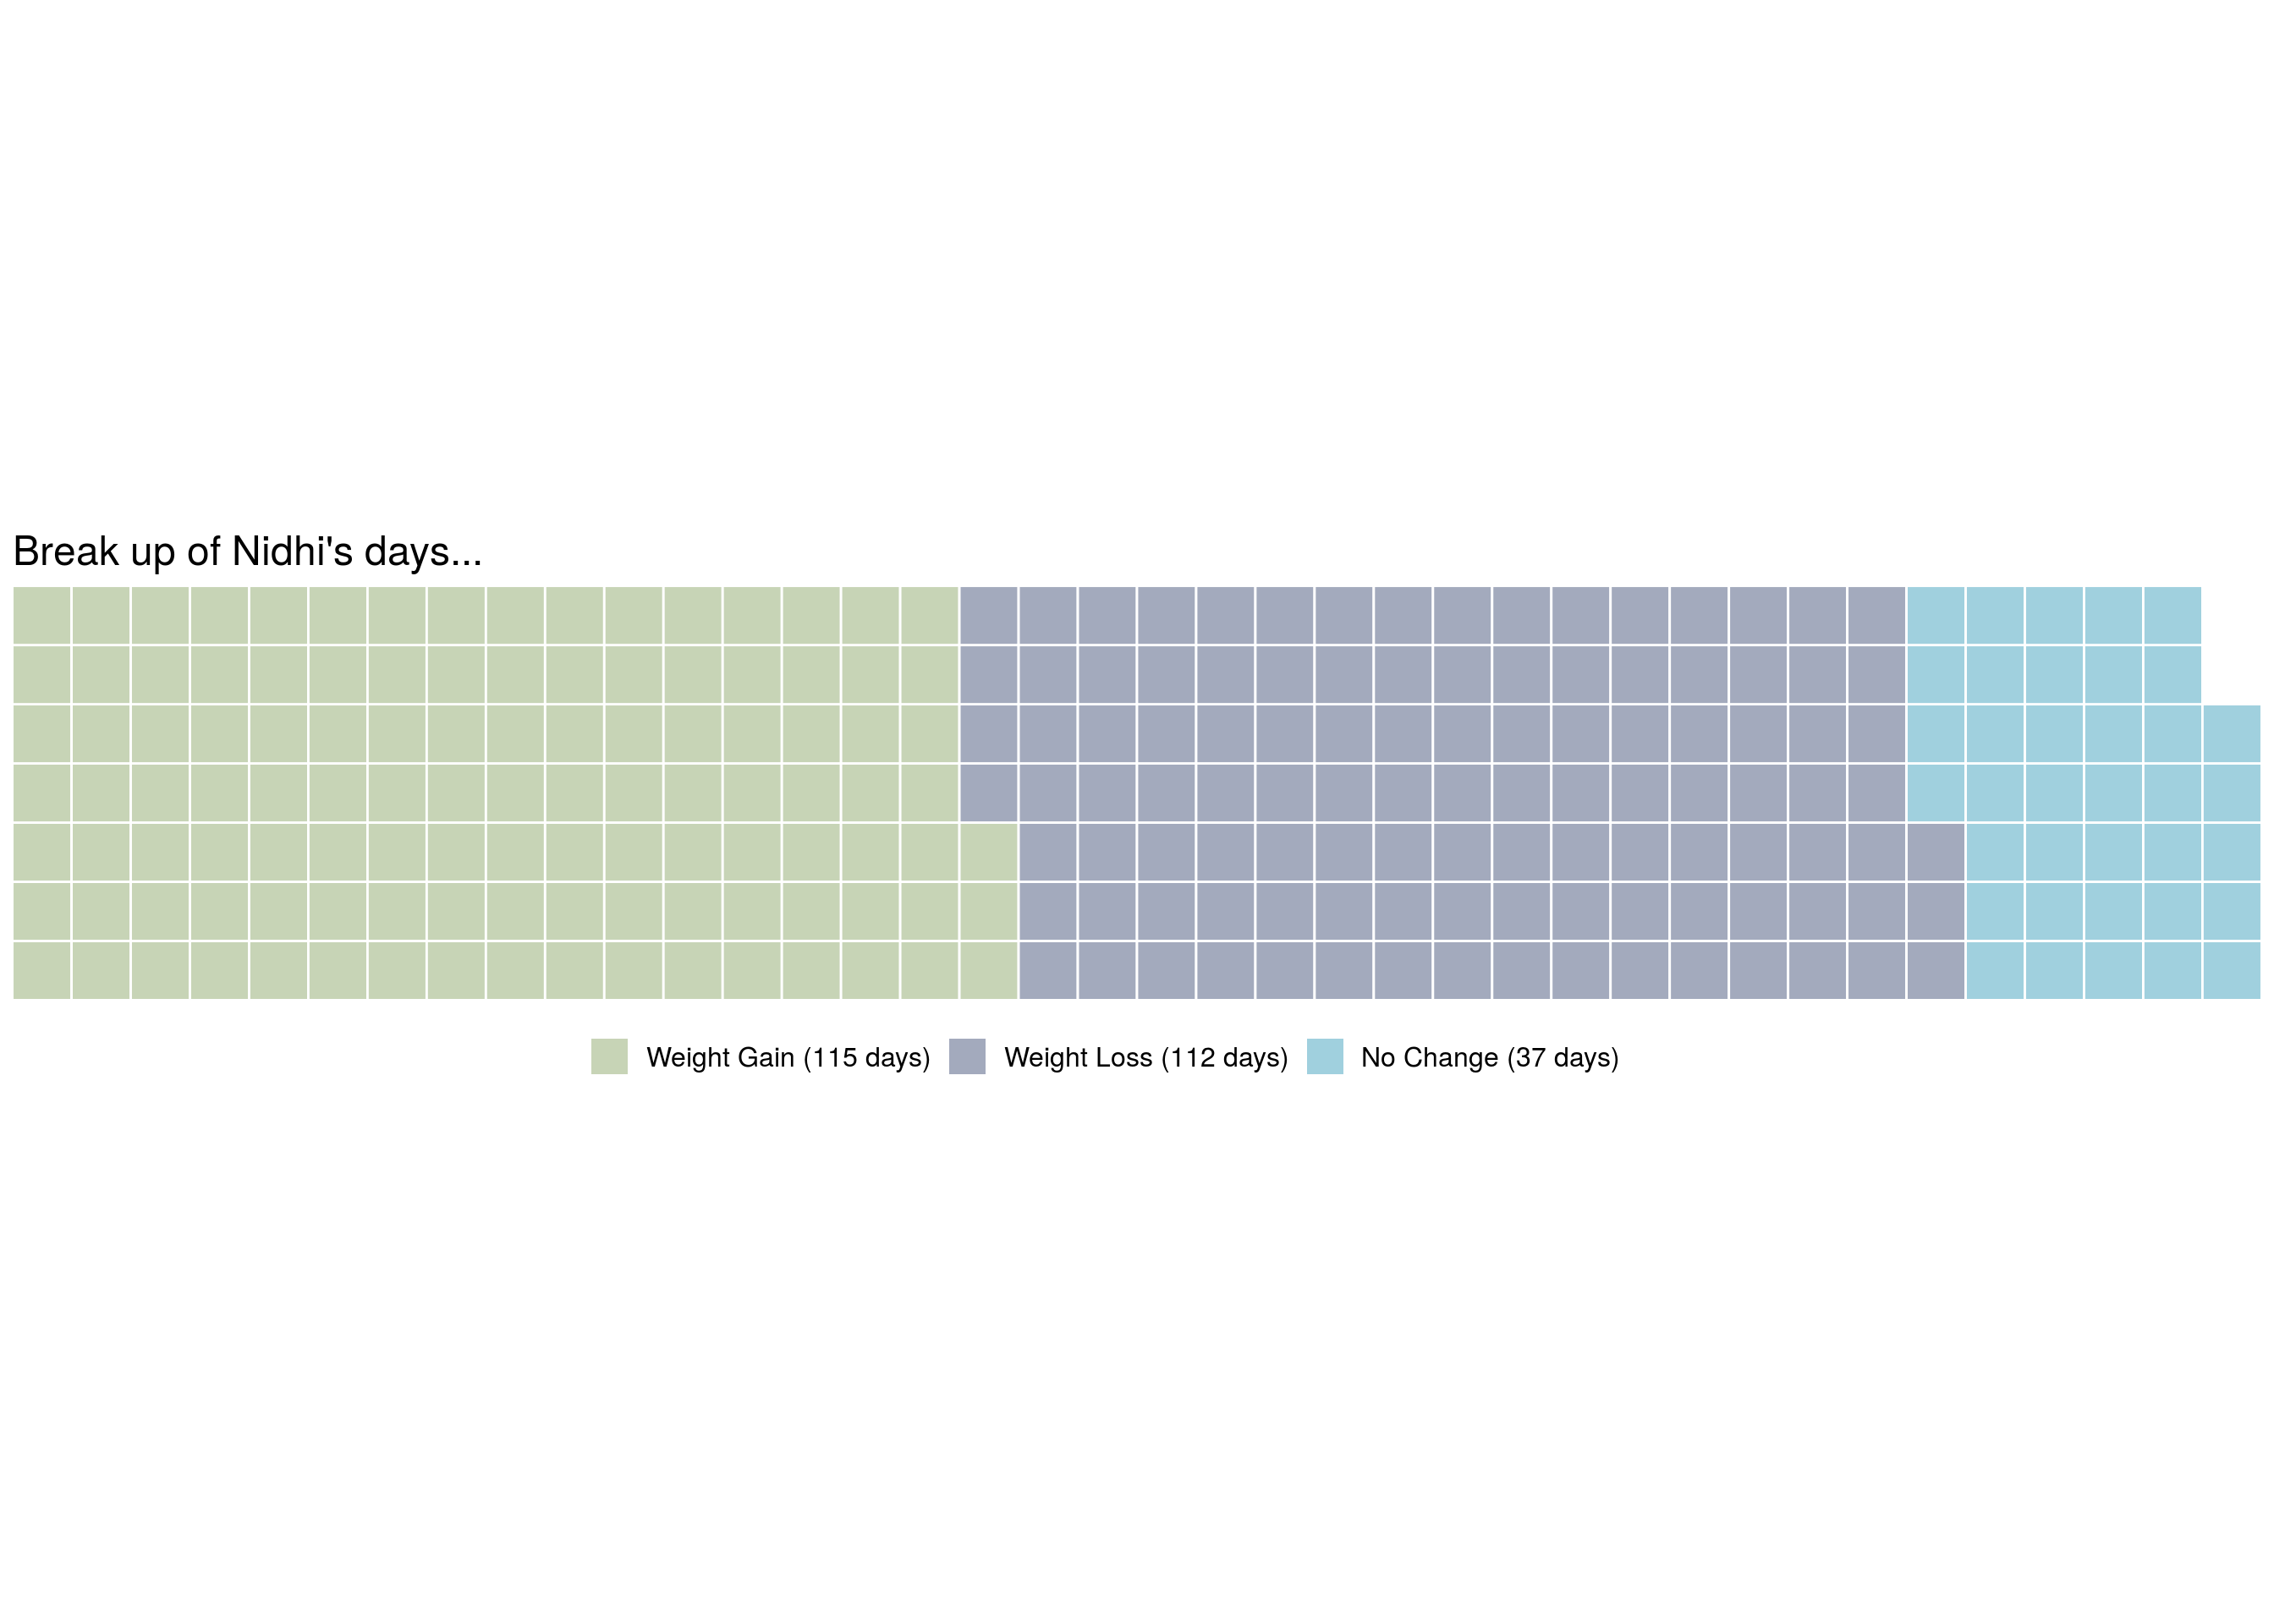 Break up of Nidhi's days...
Weight Gain (115 days) Weight Loss (112 days) No Change (37 days)